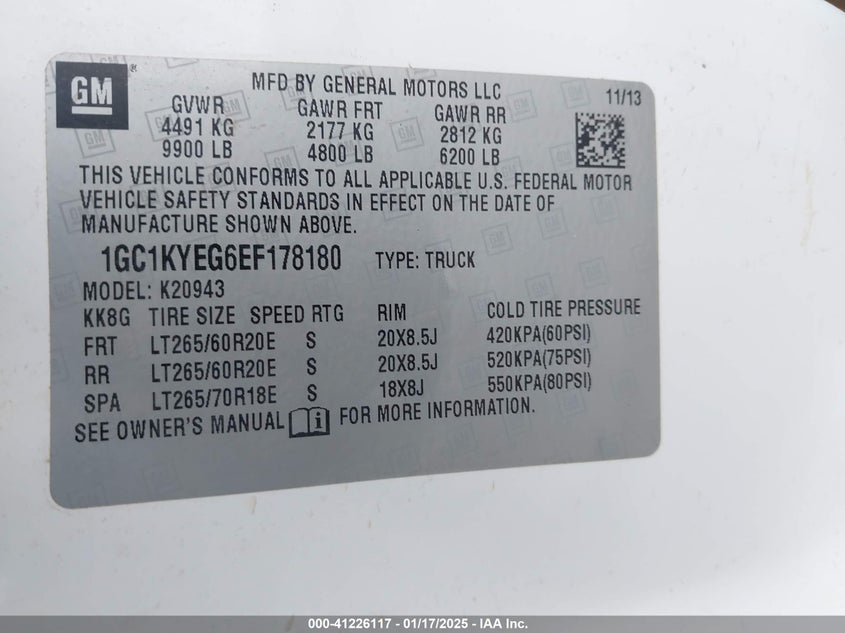 GM
®
MFD BY GENERAL MOTORS LLC
11/13
GVWR GAWR FRT GAWR RR
4491 KG 2177 KG 2812 KG
9900 LB 4800 LB 6200 LB
THIS VEHICLE CONFORMS TO ALL APPLICABLE U.S. FEDERAL MOTOR
VEHICLE SAFETY STANDARDS IN EFFECT ON THE DATE OF
MANUFACTURE SHOWN ABOVE.
1GC1KYEG6EF178180 TYPE: TRUCK
MODEL: K20943
KK8G TIRE SIZE SPEED RTG RIM COLD TIRE PRESSURE
FRT LT265/60R20E S 20X8.5J 420KPA(60PSI)
RR LT265/60R20E S 20X8.5J 520KPA(75PSI)
SPA LT265/70R18E S 18X8J 550KPA(80PSI)
SEE OWNER'S MANUAL i FOR MORE INFORMATION.
000-41226117 — 01/17/2025 — IAA Inc.